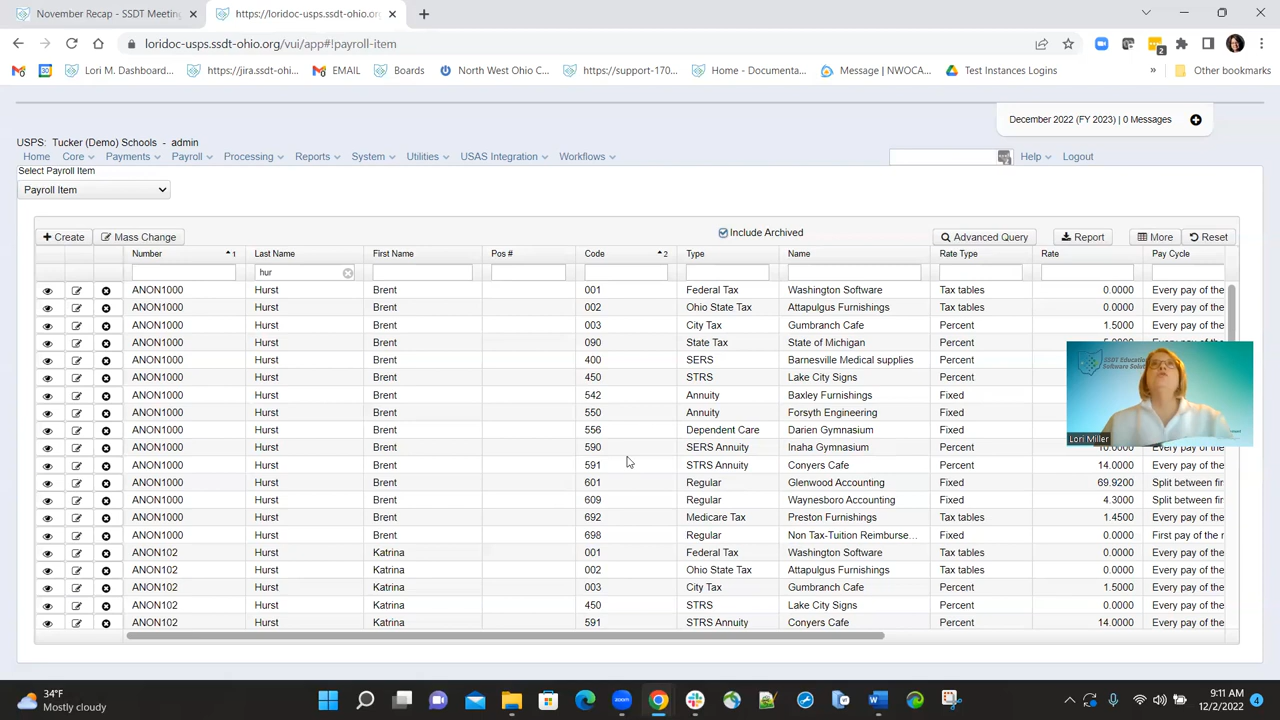 November Recap - SSDT Meeting
https://loridoc-usps.ssdt-ohio.org
loridoc-usps.ssdt-ohio.org/vui/app#!payroll-item
2
Lori M. Dashboard... https://jira.ssdt-ohi... EMAIL Boards North West Ohio C... https://support-170... Home - Documenta... Message | NWOCA... Test Instances Logins » Other bookmarks
December 2022 (FY 2023) | 0 Messages
USPS: Tucker (Demo) Schools - admin
Home Core Payments Payroll Processing Reports System Utilities USAS Integration Workflows Help Logout
Select Payroll Item
Payroll Item
Include Archived
Create Mass Change Advanced Query Report More Reset
Number 1 Last Name First Name Pos # Code 2 Type Name Rate Type Rate Pay Cycle
hur
ANON1000 Hurst Brent 001 Federal Tax Washington Software Tax tables 0.0000 Every pay of the
ANON1000 Hurst Brent 002 Ohio State Tax Attapulgus Furnishings Tax tables 0.0000 Every pay of the
ANON1000 Hurst Brent 003 City Tax Gumbranch Cafe Percent 1.5000 Every pay of the
ANON1000 Hurst Brent 090 State Tax State of Michigan Percent
ANON1000 Hurst Brent 400 SERS Barnesville Medical supplies Percent
ANON1000 Hurst Brent 450 STRS Lake City Signs Percent
ANON1000 Hurst Brent 542 Annuity Baxley Furnishings Fixed
ANON1000 Hurst Brent 550 Annuity Forsyth Engineering Fixed
ANON1000 Hurst Brent 556 Dependent Care Darien Gymnasium Fixed
ANON1000 Hurst Brent 590 SERS Annuity Inaha Gymnasium Percent 10.0000 Every pay of the
ANON1000 Hurst Brent 591 STRS Annuity Conyers Cafe Percent 14.0000 Every pay of the
ANON1000 Hurst Brent 601 Regular Glenwood Accounting Fixed 69.9200 Split between fir
ANON1000 Hurst Brent 609 Regular Waynesboro Accounting Fixed 4.3000 Split between fir
ANON1000 Hurst Brent 692 Medicare Tax Preston Furnishings Tax tables 1.4500 Every pay of the
ANON1000 Hurst Brent 698 Regular Non Tax-Tuition Reimburse... Fixed 0.0000 First pay of the r
ANON102 Hurst Katrina 001 Federal Tax Washington Software Tax tables 0.0000 Every pay of the
ANON102 Hurst Katrina 002 Ohio State Tax Attapulgus Furnishings Tax tables 0.0000 Every pay of the
ANON102 Hurst Katrina 003 City Tax Gumbranch Cafe Percent 1.5000 Every pay of the
ANON102 Hurst Katrina 450 STRS Lake City Signs Percent 0.0000 Every pay of the
ANON102 Hurst Katrina 591 STRS Annuity Conyers Cafe Percent 14.0000 Every pay of the
SSDT Education
Software Solut
Lori Miller
34°F
Mostly cloudy
9:11 AM
12/2/2022